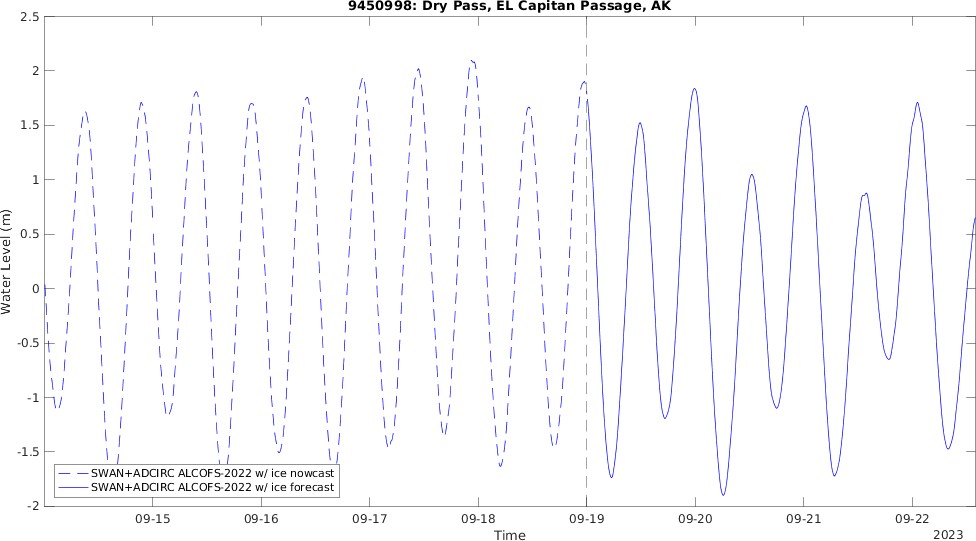 9450998: Dry Pass, EL Capitan Passage, AK
2.5
2
1.5
1
0.5
0
-0.5
-1
-1.5
-2
Water Level (m)
SWAN+ADCIRC ALCOFS-2022 w/ ice nowcast
SWAN+ADCIRC ALCOFS-2022 w/ ice forecast
09-15 09-16 09-17 09-18 09-19 09-20 09-21 09-22
Time
2023